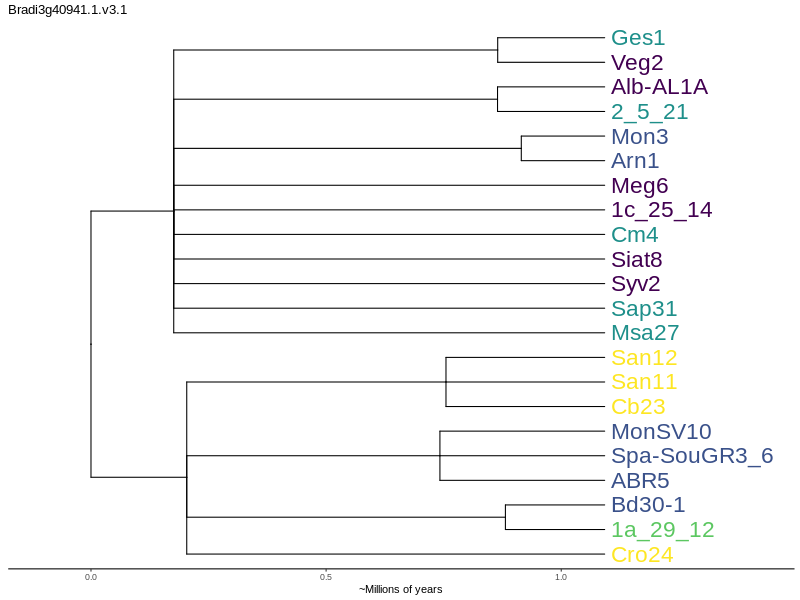 Bradi3g40941.1.v3.1
Ges1
Veg2
Alb-AL1A
2_5_21
Mon3
Arn1
Meg6
1c_25_14
Cm4
Siat8
Syv2
Sap31
Msa27
San12
San11
Cb23
MonSV10
Spa-SouGR3_6
ABR5
Bd30-1
1a_29_12
Cro24
0.0 0.5 1.0
~Millions of years